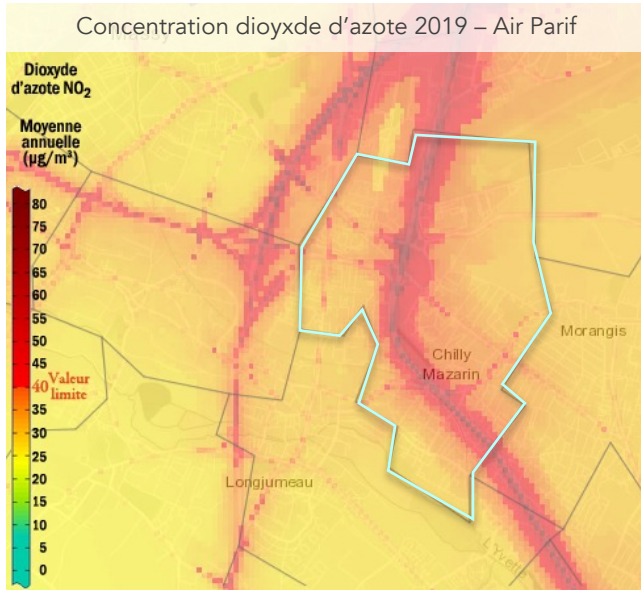 Concentration dioyxde d'azote 2019 – Air Parif
Massy
Dioxyde
d'azote NO₂
Moyenne
annuelle
(µg/m³)
80
75
70
65
60
55
50
45
40 Valeur
limite
35
30
25
20
15
10
5
0
Morangis
Chilly
Mazarin
Longjumeau
L'Yvette